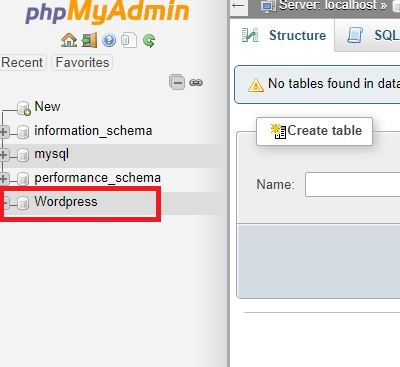 phpMyAdmin
Recent Favorites
New
information_schema
mysql
performance_schema
Wordpress
Server: localhost »
Structure SQL
No tables found in data
Create table
Name: